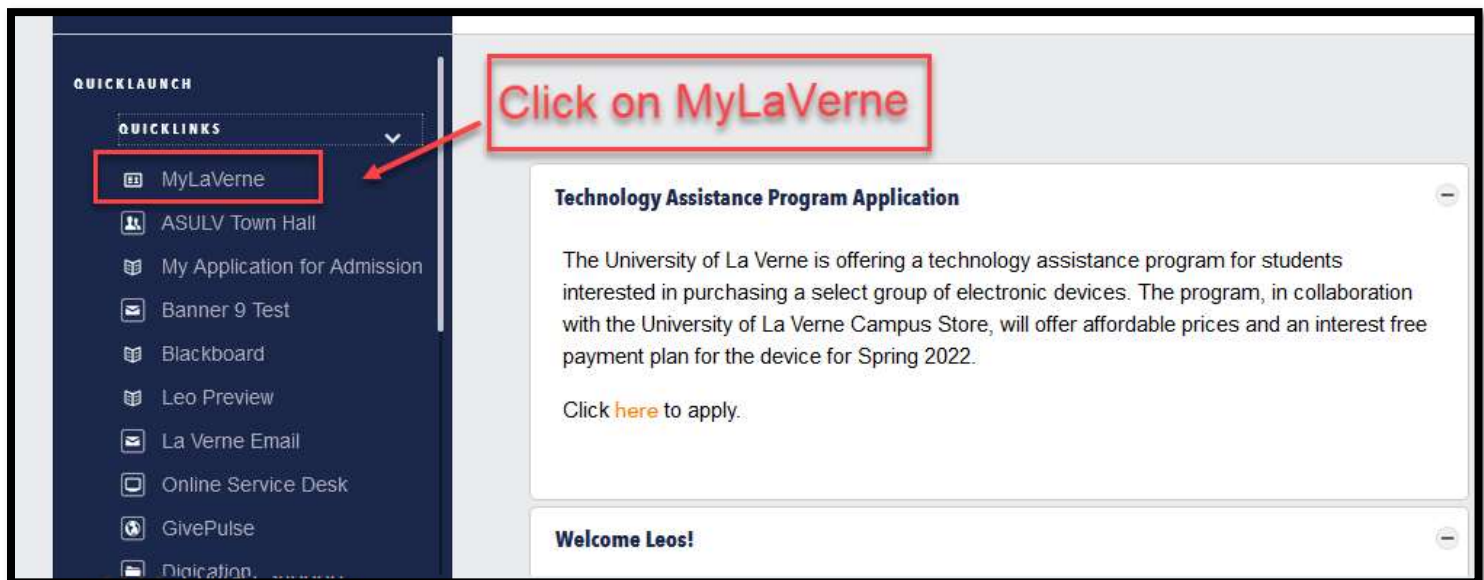 QUICKLAUNCH
QUICKLINKS
MyLaVerne
ASULV Town Hall
My Application for Admission
Banner 9 Test
Blackboard
Leo Preview
La Verne Email
Online Service Desk
GivePulse
Digication
Click on MyLaVerne
Technology Assistance Program Application
The University of La Verne is offering a technology assistance program for students
interested in purchasing a select group of electronic devices. The program, in collaboration
with the University of La Verne Campus Store, will offer affordable prices and an interest free
payment plan for the device for Spring 2022.
Click here to apply.
Welcome Leos!